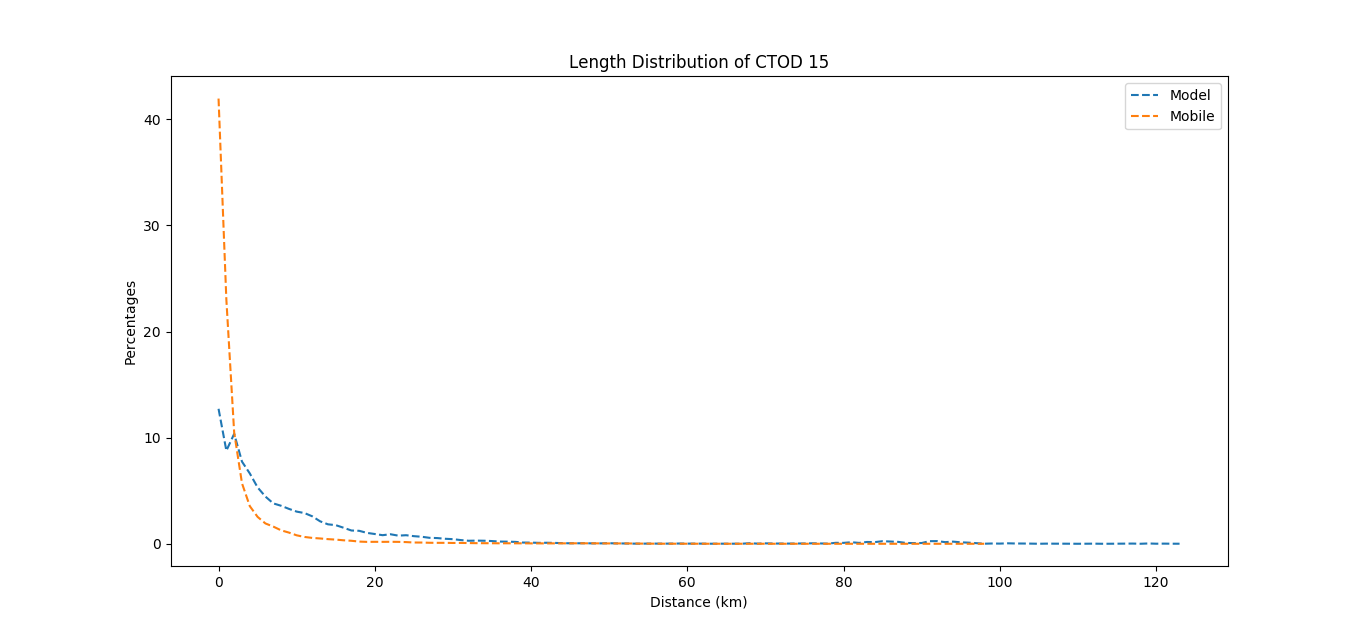 Length Distribution of CTOD 15
Model
Mobile
40
30
20
10
0
Percentages
0 20 40 60 80 100 120
Distance (km)